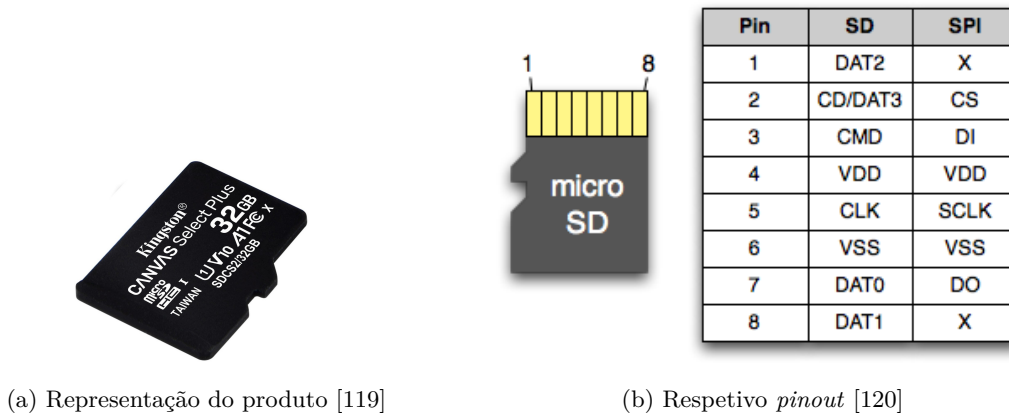 Kingston®
CANVAS Select Plus
32GB
micro SD HC I U1 V10 A1 FC X
SDCS2/32GB
TAIWAN
(a) Representação do produto [119]
1 8
micro
SD
Pin SD SPI
1 DAT2 X
2 CD/DAT3 CS
3 CMD DI
4 VDD VDD
5 CLK SCLK
6 VSS VSS
7 DAT0 DO
8 DAT1 X
(b) Respetivo pinout [120]